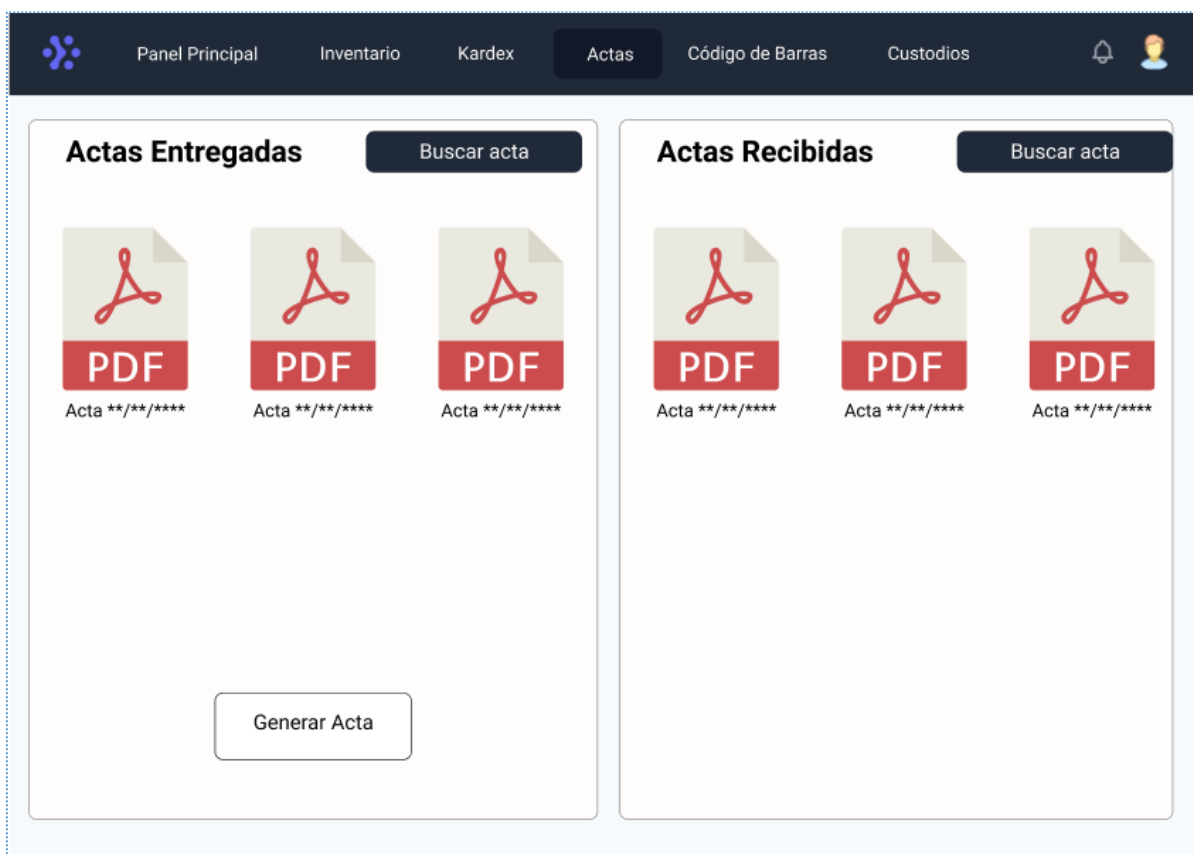 Panel Principal Inventario Kardex Actas Código de Barras Custodios
Actas Entregadas Buscar acta
PDF PDF PDF
Acta **/**/**** Acta **/**/**** Acta **/**/****
Generar Acta
Actas Recibidas Buscar acta
PDF PDF PDF
Acta **/**/**** Acta **/**/**** Acta **/**/****